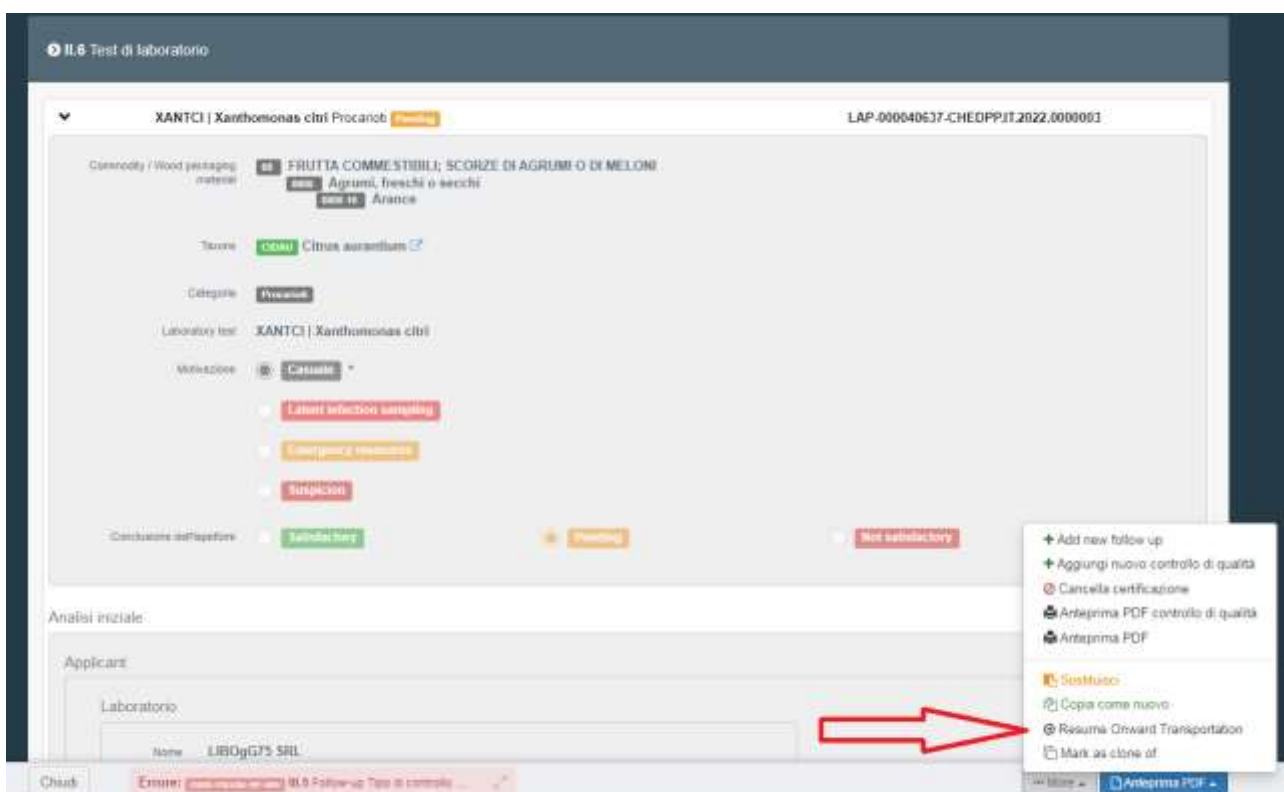 II.6 Test di laboratorio
XANTCI | Xanthomonas citri Procarioti Pending
LAP-000040637-CHEDPP.IT.2022.0000003
Commodity / Wood packaging material
FRUTTA COMMESTIBILI; SCORZE DI AGRUMI O DI MELONI
Agrumi, freschi o secchi
Arance
Citrus aurantium
Categorie
Procarioti
Laboratory test XANTCI | Xanthomonas citri
Motivazione Casuale *
Latent infection sampling
Emergency measures
Suspicion
Conclusione dell'ispettore Satisfactory Pending Not satisfactory
Analisi iniziale
Applicant
Laboratorio
Nome LIBOgG75 SRL
Add new follow up
Aggiungi nuovo controllo di qualità
Cancella certificazione
Anteprima PDF controllo di qualità
Anteprima PDF
Sostituisci
Copia come nuovo
Resume Onward Transportation
Mark as clone of
Chiudi
Errore: III.5 Follow-up Tipo di controllo ...
More
Anteprima PDF